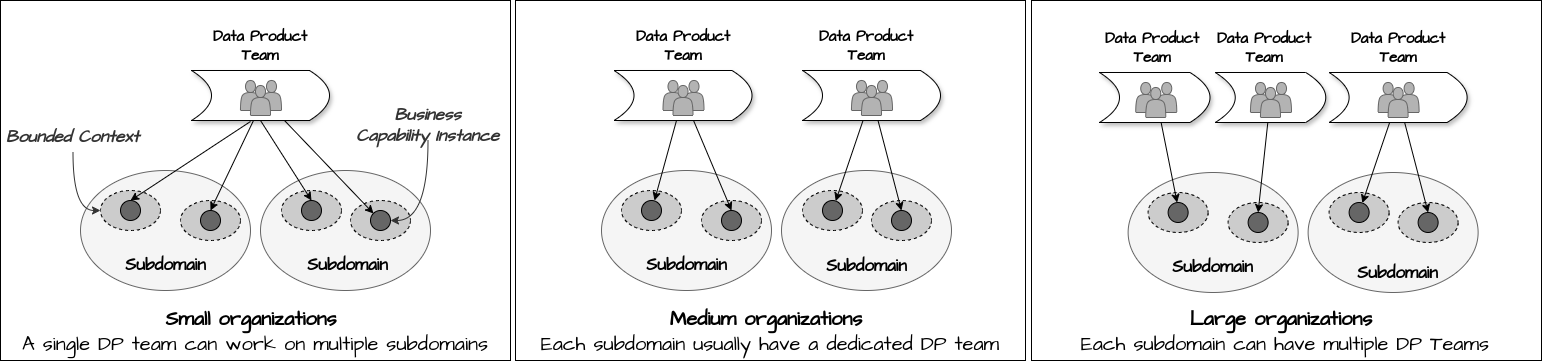 Data Product
Team
Bounded Context
Business
Capability Instance
Subdomain
Subdomain
Small organizations
A single DP team can work on multiple subdomains
Data Product
Team
Data Product
Team
Subdomain
Subdomain
Medium organizations
Each subdomain usually have a dedicated DP team
Data Product
Team
Data Product
Team
Data Product
Team
Subdomain
Subdomain
Large organizations
Each subdomain can have multiple DP Teams